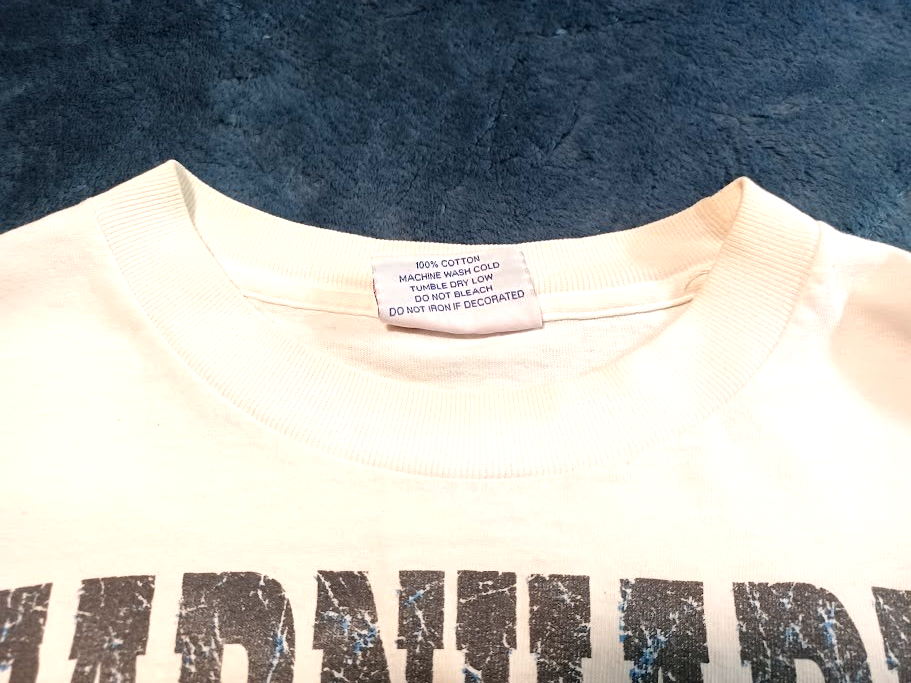 100% COTTON
MACHINE WASH COLD
TUMBLE DRY LOW
DO NOT BLEACH
DO NOT IRON IF DECORATED